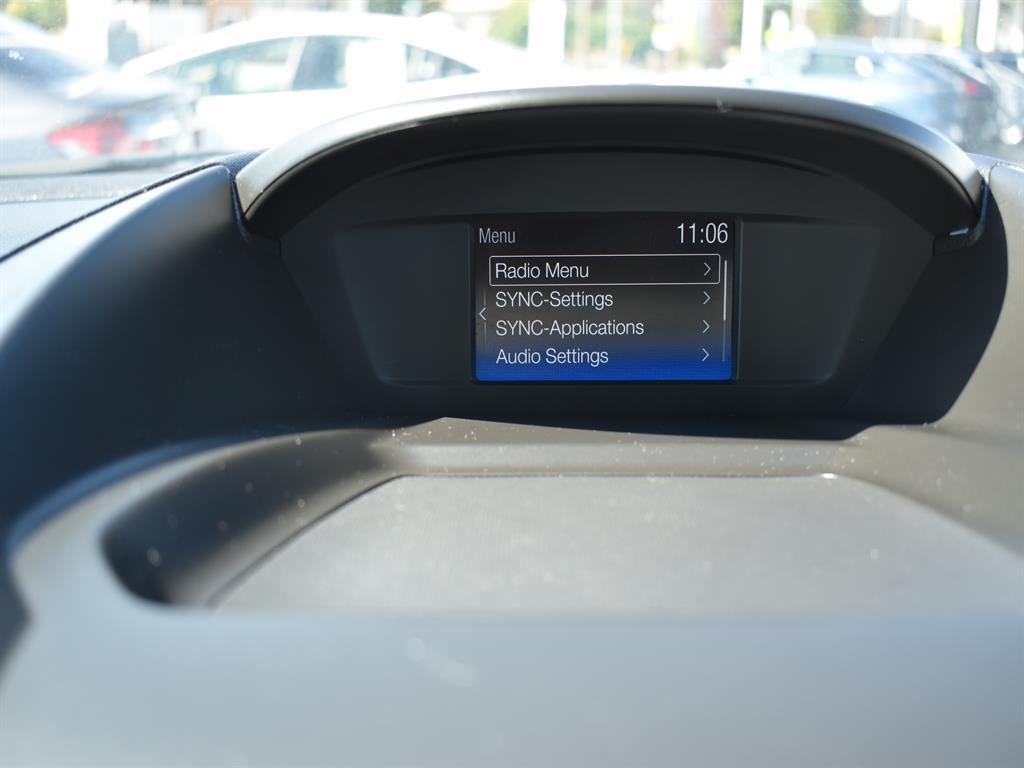 Menu 11:06
Radio Menu
SYNC-Settings
SYNC-Applications
Audio Settings